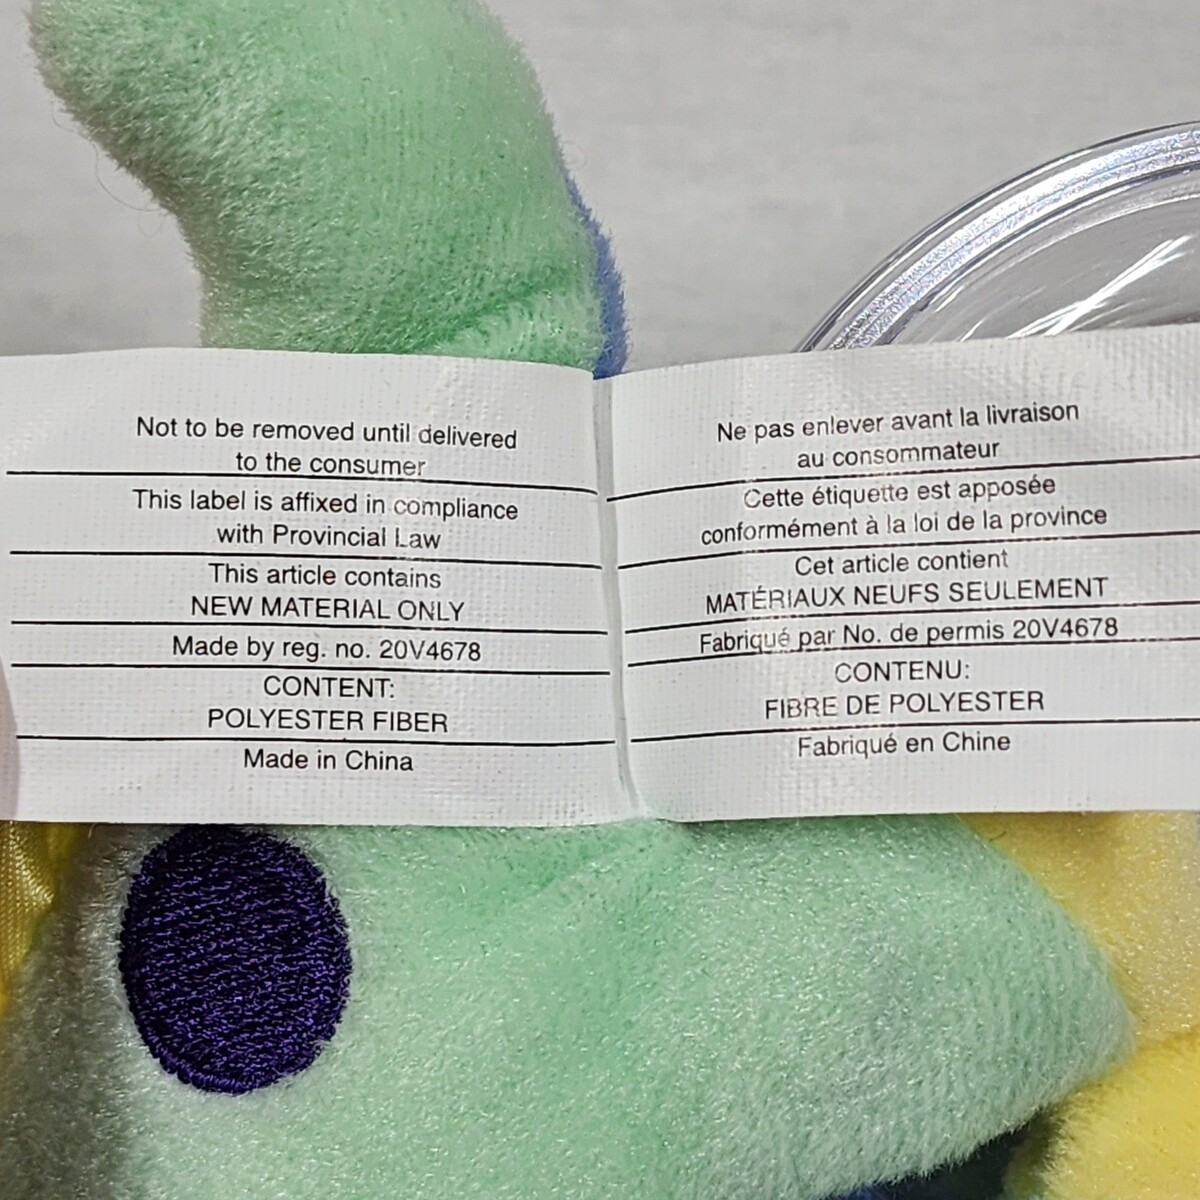 Not to be removed until delivered
to the consumer
This label is affixed in compliance
with Provincial Law
This article contains
NEW MATERIAL ONLY
Made by reg. no. 20V4678
CONTENT:
POLYESTER FIBER
Made in China
Ne pas enlever avant la livraison
au consommateur
Cette étiquette est apposée
conformément à la loi de la province
Cet article contient
MATÉRIAUX NEUFS SEULEMENT
Fabriqué par No. de permis 20V4678
CONTENU:
FIBRE DE POLYESTER
Fabriqué en Chine